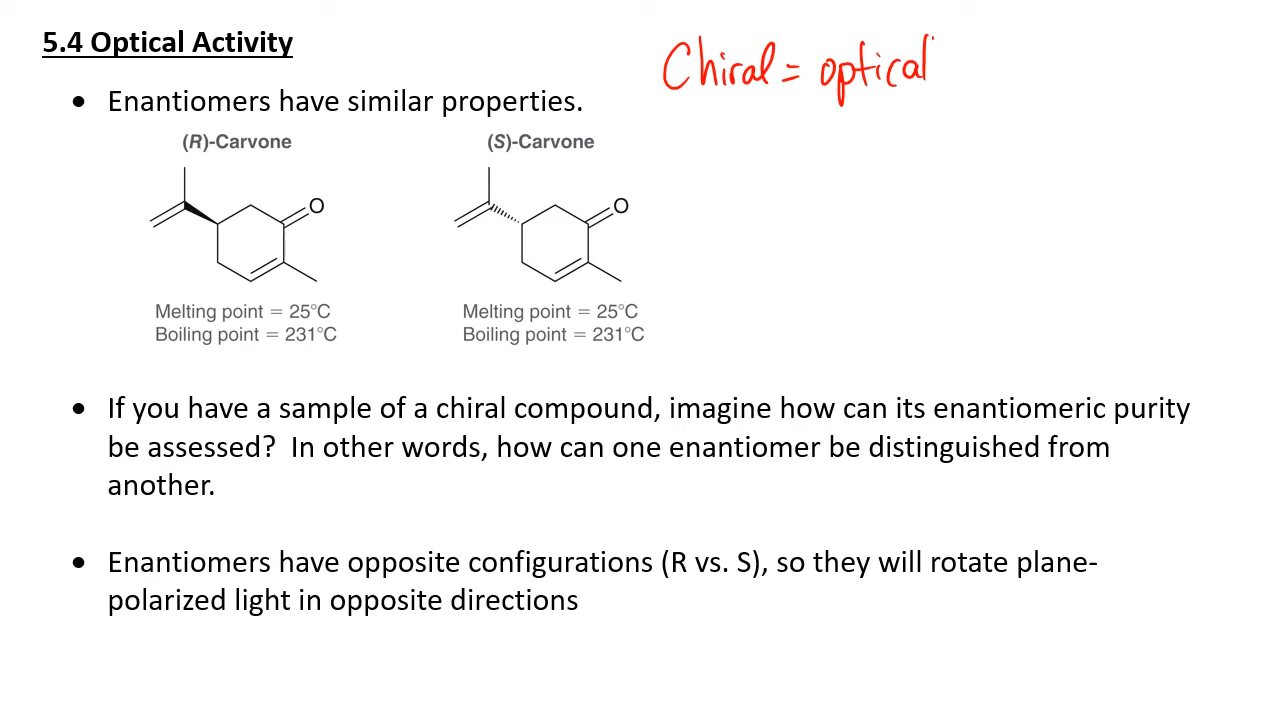 5.4 Optical Activity
Chiral = optical
• Enantiomers have similar properties.
(R)-Carvone
(S)-Carvone
O
O
Melting point = 25°C
Boiling point = 231°C
Melting point = 25°C
Boiling point = 231°C
• If you have a sample of a chiral compound, imagine how can its enantiomeric purity
be assessed? In other words, how can one enantiomer be distinguished from
another.
• Enantiomers have opposite configurations (R vs. S), so they will rotate plane-
polarized light in opposite directions